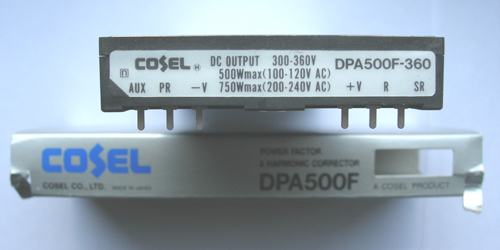 COSEL H DC OUTPUT 300-360V DPA500F-360
500Wmax(100-120V AC)
AUX PR -V 750Wmax(200-240V AC) +V R SR
COSEL
COSEL CO., LTD. MADE IN JAPAN
POWER FACTOR
& HARMONIC CORRECTOR
DPA500F
A COSEL PRODUCT